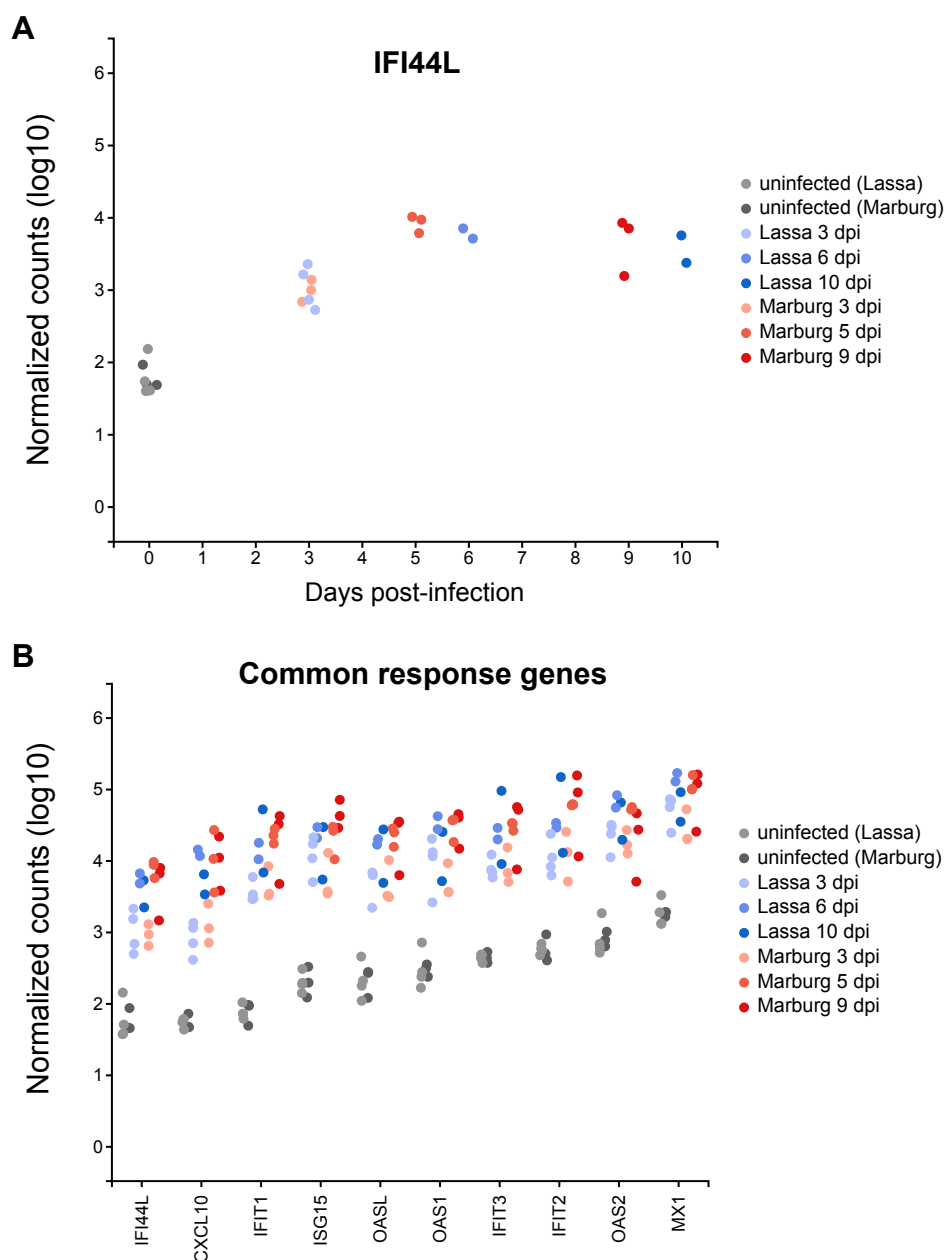 A
IFI44L
Normalized counts (log10)
6
5
4
3
2
1
0
0 1 2 3 4 5 6 7 8 9 10
Days post-infection
uninfected (Lassa)
uninfected (Marburg)
Lassa 3 dpi
Lassa 6 dpi
Lassa 10 dpi
Marburg 3 dpi
Marburg 5 dpi
Marburg 9 dpi
B
Common response genes
Normalized counts (log10)
6
5
4
3
2
1
0
IFI44L
CXCL10
IFIT1
ISG15
OASL
OAS1
IFIT3
IFIT2
OAS2
MX1
uninfected (Lassa)
uninfected (Marburg)
Lassa 3 dpi
Lassa 6 dpi
Lassa 10 dpi
Marburg 3 dpi
Marburg 5 dpi
Marburg 9 dpi